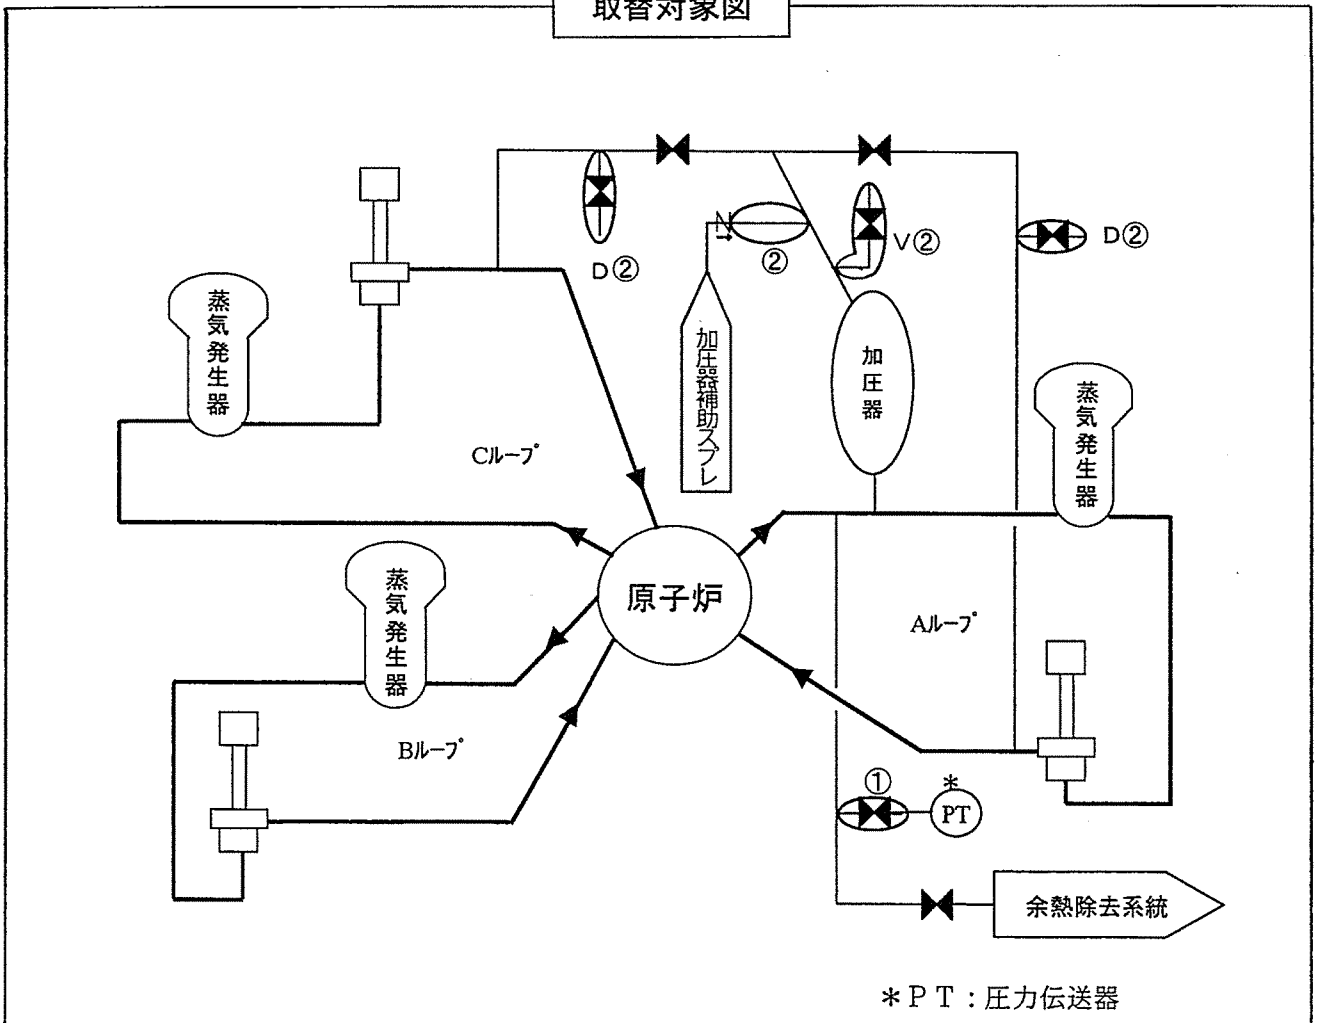 取替対象図
D②
②
V②
D②
蒸気発生器
加圧器補助スプレ
加圧器
蒸気発生器
Cループ
蒸気発生器
原子炉
Aループ
Bループ
①
*
PT
余熱除去系統
*PT:圧力伝送器